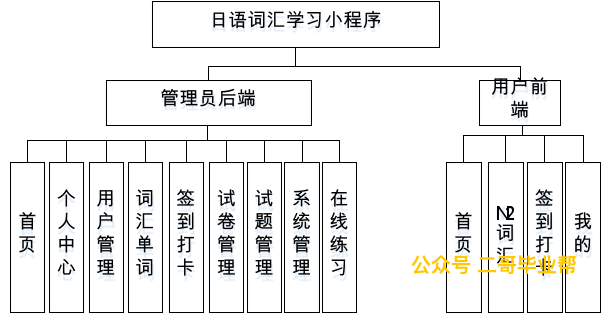 日语词汇学习小程序
管理员后端
用户前
端
首页
个人中心
用户管理
词汇单词
签到打卡
试卷管理
试题管理
系统管理
在线练习
首页
N2词汇
签到打卡
我的
公众号 二哥毕业帮